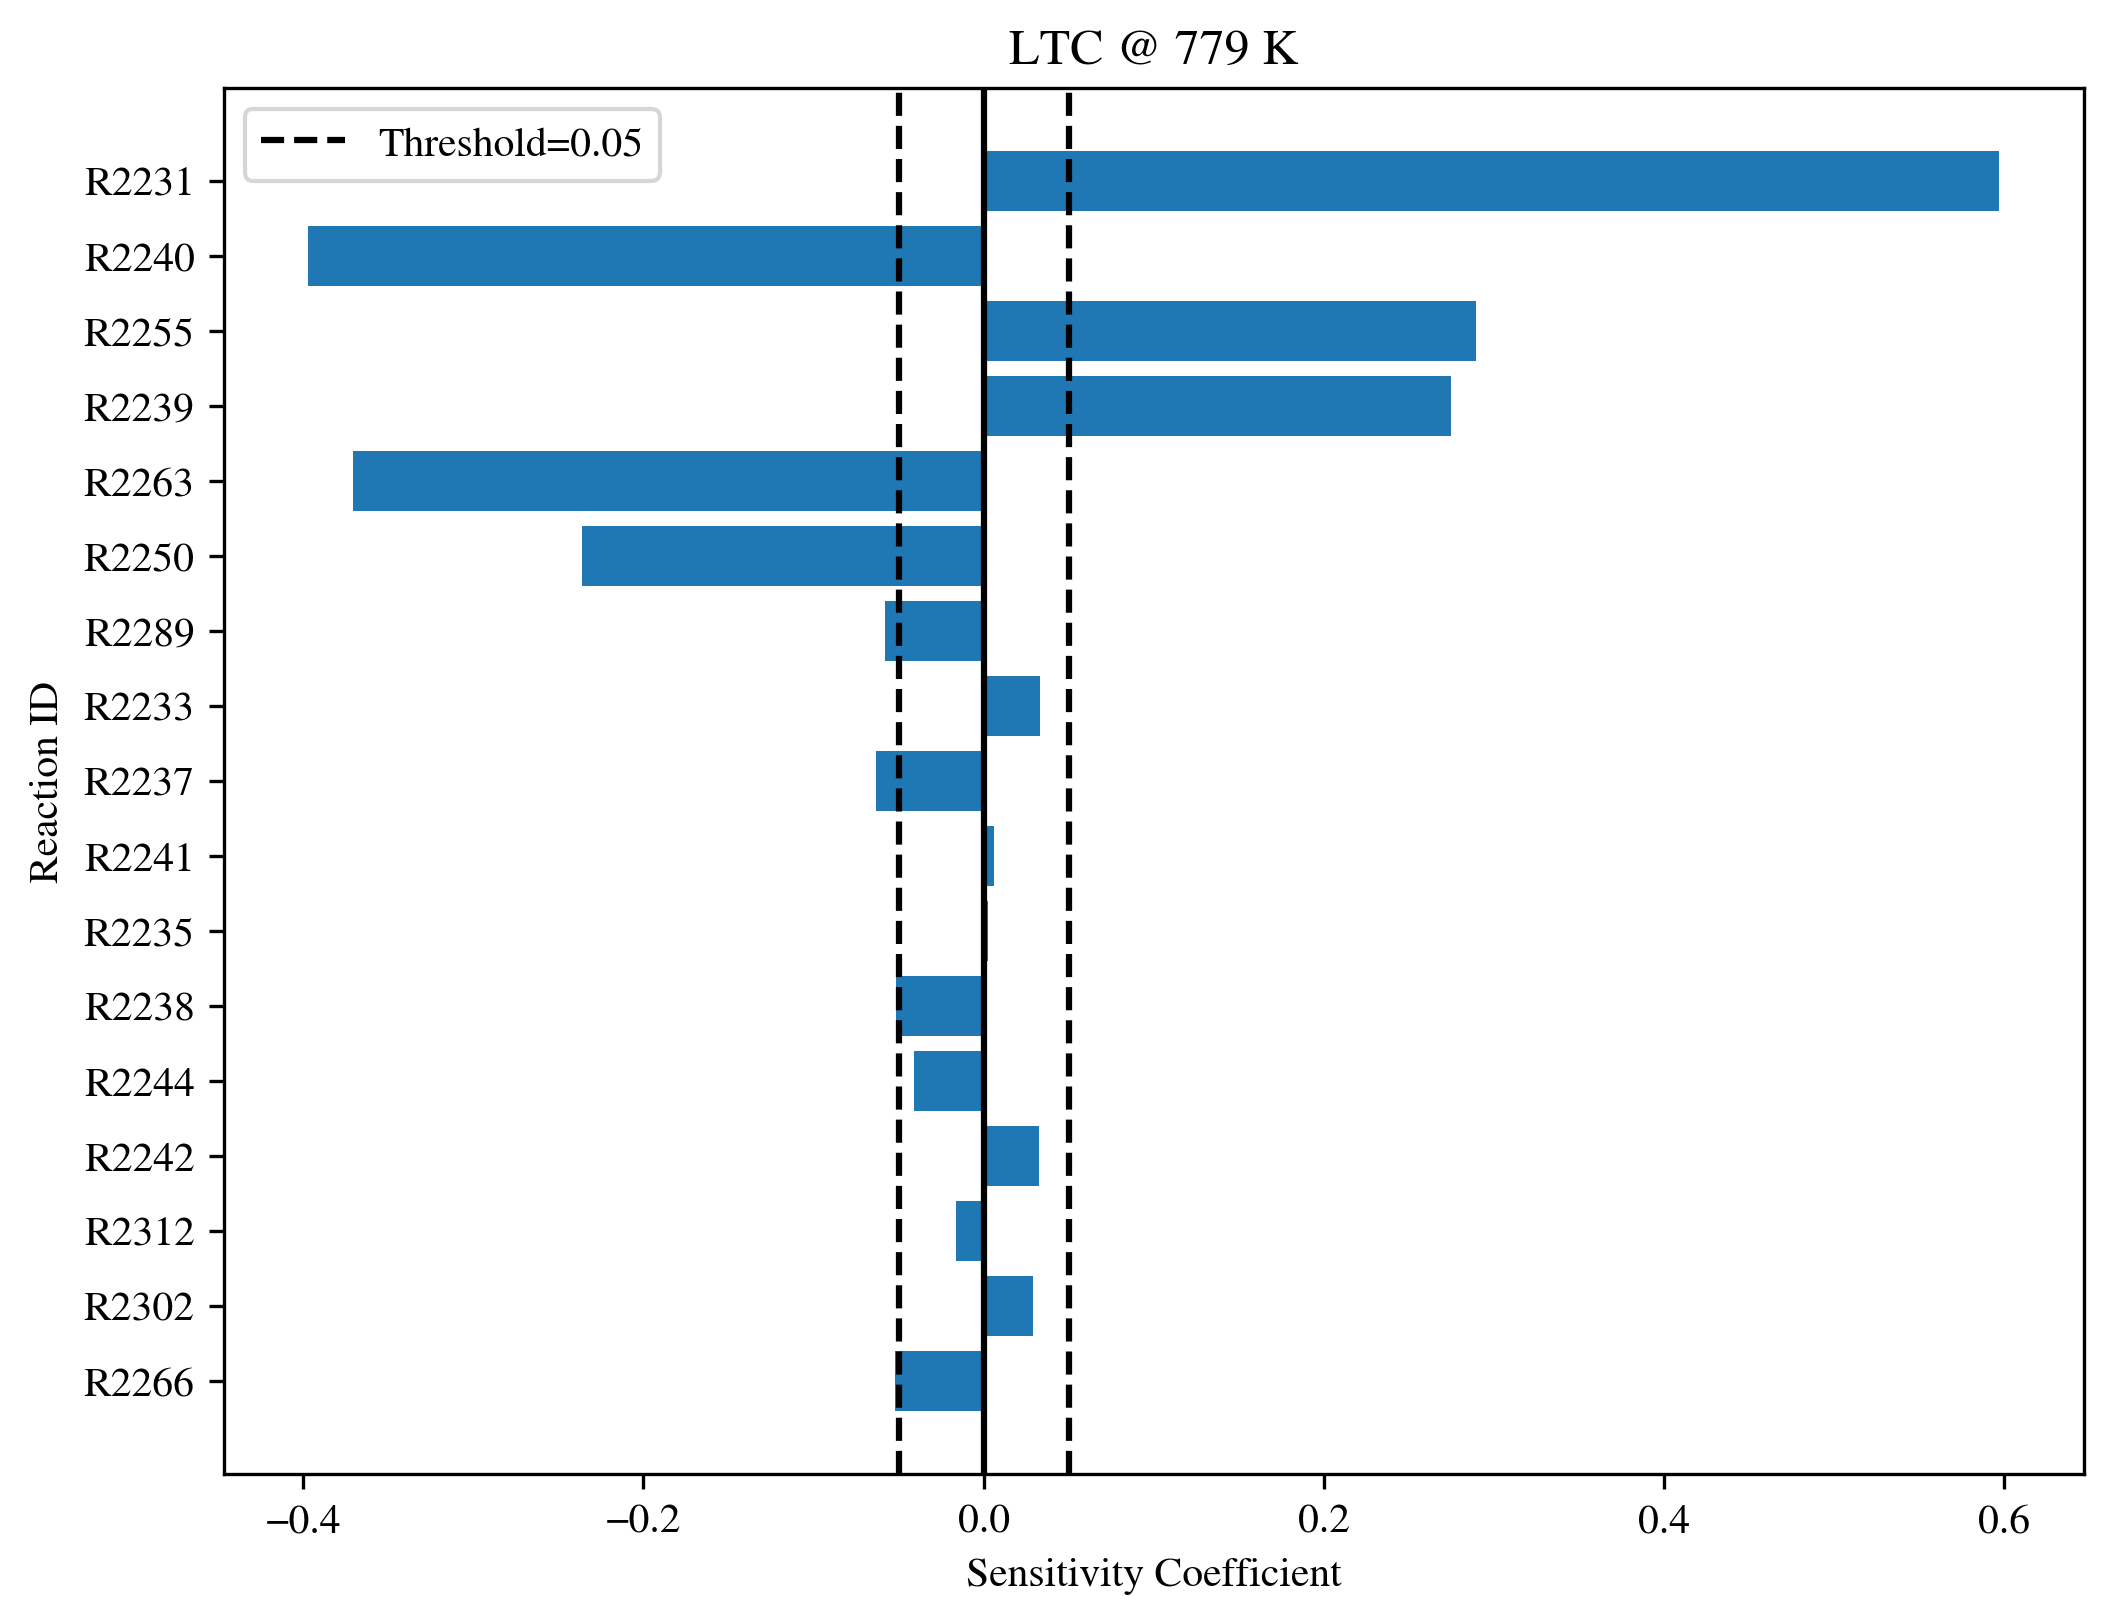 LTC @ 779 K
Threshold=0.05
R2231
R2240
R2255
R2239
R2263
R2250
R2289
R2233
R2237
R2241
R2235
R2238
R2244
R2242
R2312
R2302
R2266
Reaction ID
−0.4 −0.2 0.0 0.2 0.4 0.6
Sensitivity Coefficient